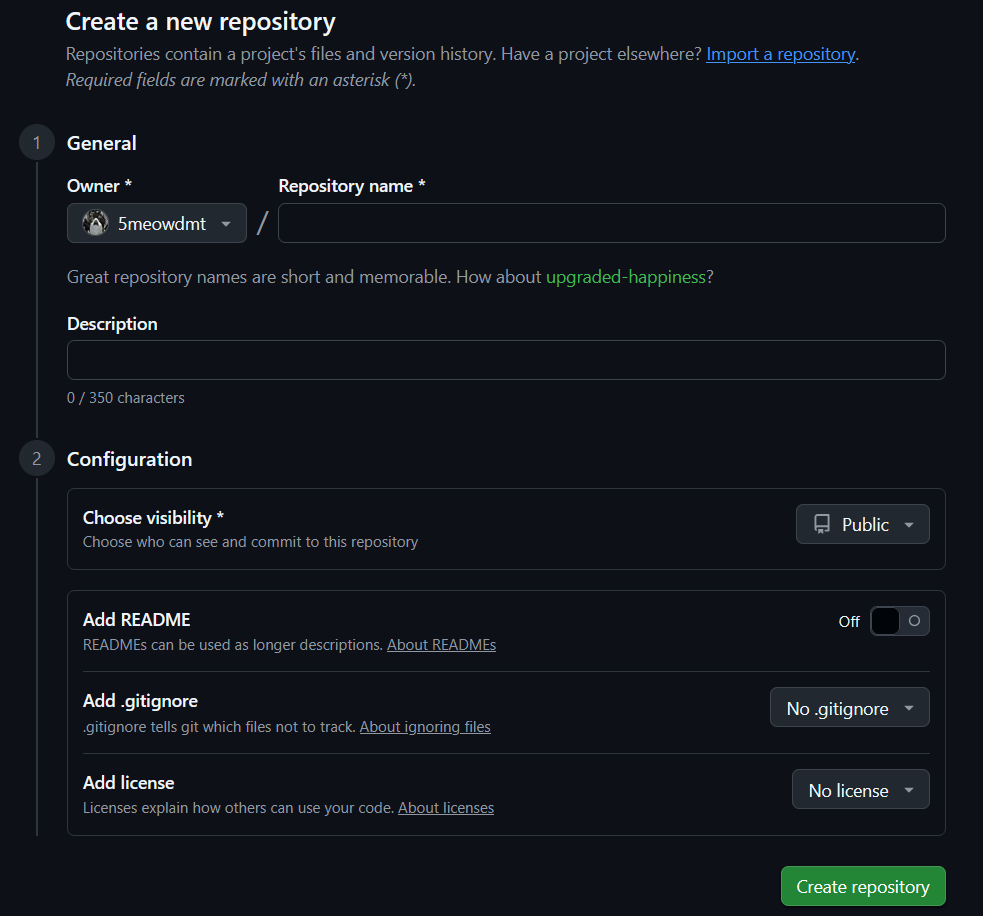 Create a new repository
Repositories contain a project's files and version history. Have a project elsewhere? Import a repository.
Required fields are marked with an asterisk (*).
1 General
Owner * Repository name *
5meowdmt /
Great repository names are short and memorable. How about upgraded-happiness?
Description
0 / 350 characters
2 Configuration
Choose visibility *
Choose who can see and commit to this repository
Public
Add README
READMEs can be used as longer descriptions. About READMEs
Off
Add .gitignore
.gitignore tells git which files not to track. About ignoring files
No .gitignore
Add license
Licenses explain how others can use your code. About licenses
No license
Create repository